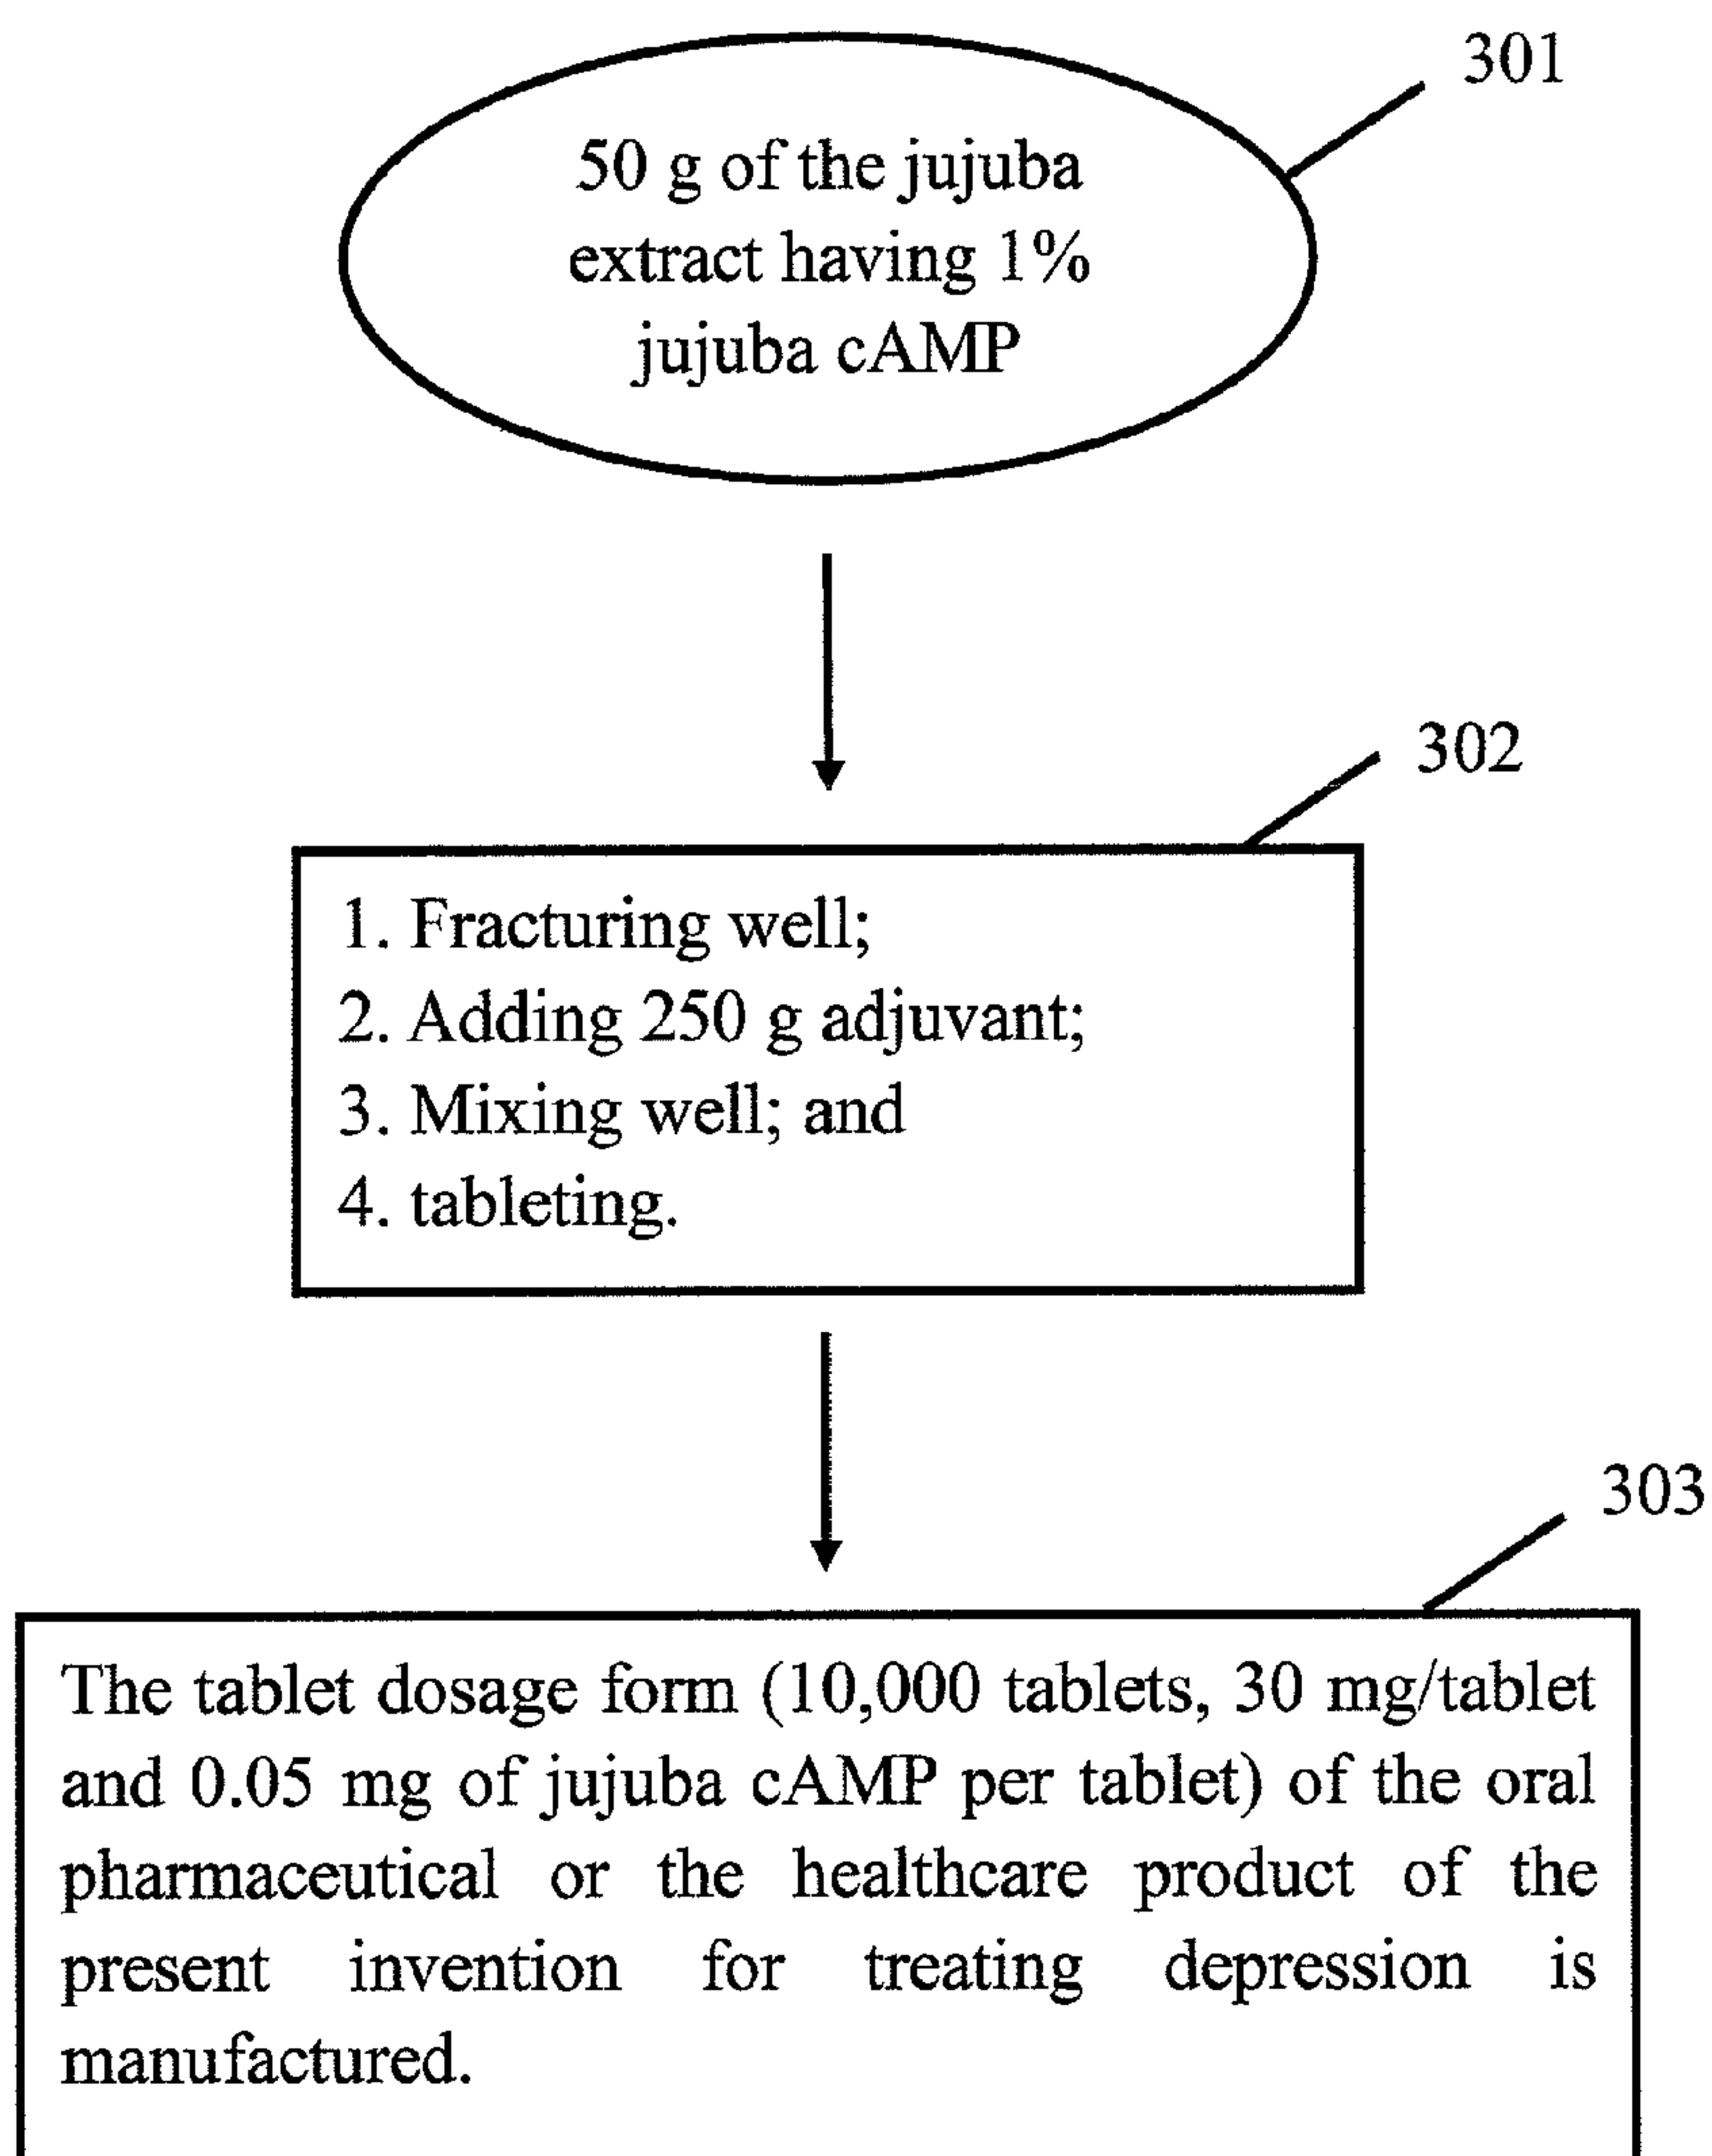 301
50 g of the jujuba
extract having 1%
jujuba cAMP
302
1. Fracturing well;
2. Adding 250 g adjuvant;
3. Mixing well; and
4. tableting.
303
The tablet dosage form (10,000 tablets, 30 mg/tablet
and 0.05 mg of jujuba cAMP per tablet) of the oral
pharmaceutical or the healthcare product of the
present invention for treating depression is
manufactured.